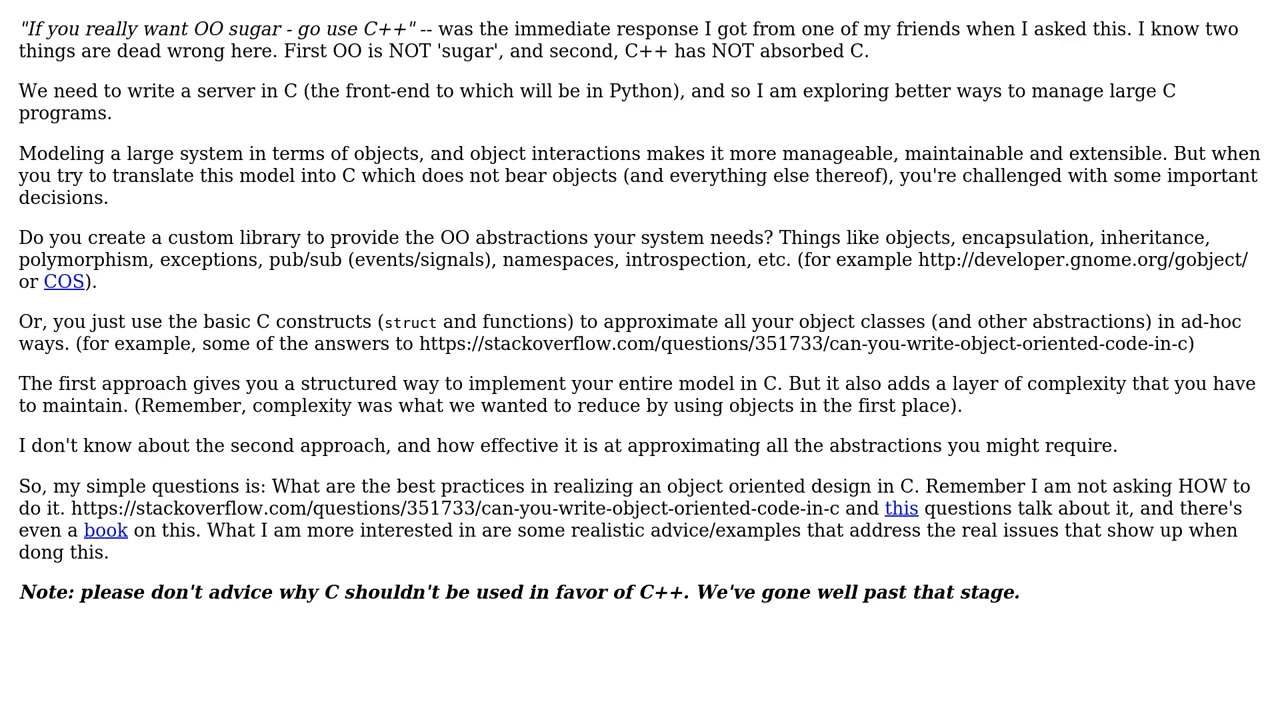 "If you really want OO sugar - go use C++" -- was the immediate response I got from one of my friends when I asked this. I know two
things are dead wrong here. First OO is NOT 'sugar', and second, C++ has NOT absorbed C.
We need to write a server in C (the front-end to which will be in Python), and so I am exploring better ways to manage large C
programs.
Modeling a large system in terms of objects, and object interactions makes it more manageable, maintainable and extensible. But when
you try to translate this model into C which does not bear objects (and everything else thereof), you're challenged with some important
decisions.
Do you create a custom library to provide the OO abstractions your system needs? Things like objects, encapsulation, inheritance,
polymorphism, exceptions, pub/sub (events/signals), namespaces, introspection, etc. (for example http://developer.gnome.org/gobject/
or COS).
Or, you just use the basic C constructs (struct and functions) to approximate all your object classes (and other abstractions) in ad-hoc
ways. (for example, some of the answers to https://stackoverflow.com/questions/351733/can-you-write-object-oriented-code-in-c)
The first approach gives you a structured way to implement your entire model in C. But it also adds a layer of complexity that you have
to maintain. (Remember, complexity was what we wanted to reduce by using objects in the first place).
I don't know about the second approach, and how effective it is at approximating all the abstractions you might require.
So, my simple questions is: What are the best practices in realizing an object oriented design in C. Remember I am not asking HOW to
do it. https://stackoverflow.com/questions/351733/can-you-write-object-oriented-code-in-c and this questions talk about it, and there's
even a book on this. What I am more interested in are some realistic advice/examples that address the real issues that show up when
dong this.
Note: please don't advice why C shouldn't be used in favor of C++. We've gone well past that stage.